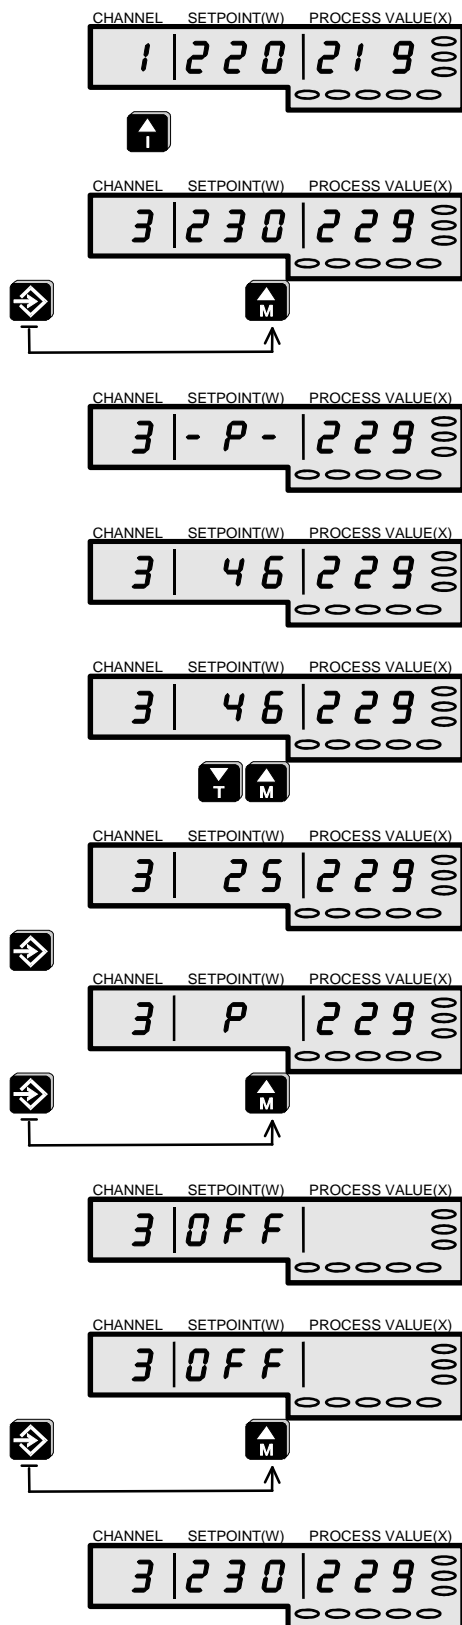 CHANNEL SETPOINT(W) PROCESS VALUE(X)
1 220 219
I
CHANNEL SETPOINT(W) PROCESS VALUE(X)
3 230 229
M
CHANNEL SETPOINT(W) PROCESS VALUE(X)
3 -P- 229
CHANNEL SETPOINT(W) PROCESS VALUE(X)
3 46 229
CHANNEL SETPOINT(W) PROCESS VALUE(X)
3 46 229
T M
CHANNEL SETPOINT(W) PROCESS VALUE(X)
3 25 229
CHANNEL SETPOINT(W) PROCESS VALUE(X)
3 P 229
M
CHANNEL SETPOINT(W) PROCESS VALUE(X)
3 OFF
CHANNEL SETPOINT(W) PROCESS VALUE(X)
3 OFF
M
CHANNEL SETPOINT(W) PROCESS VALUE(X)
3 230 229